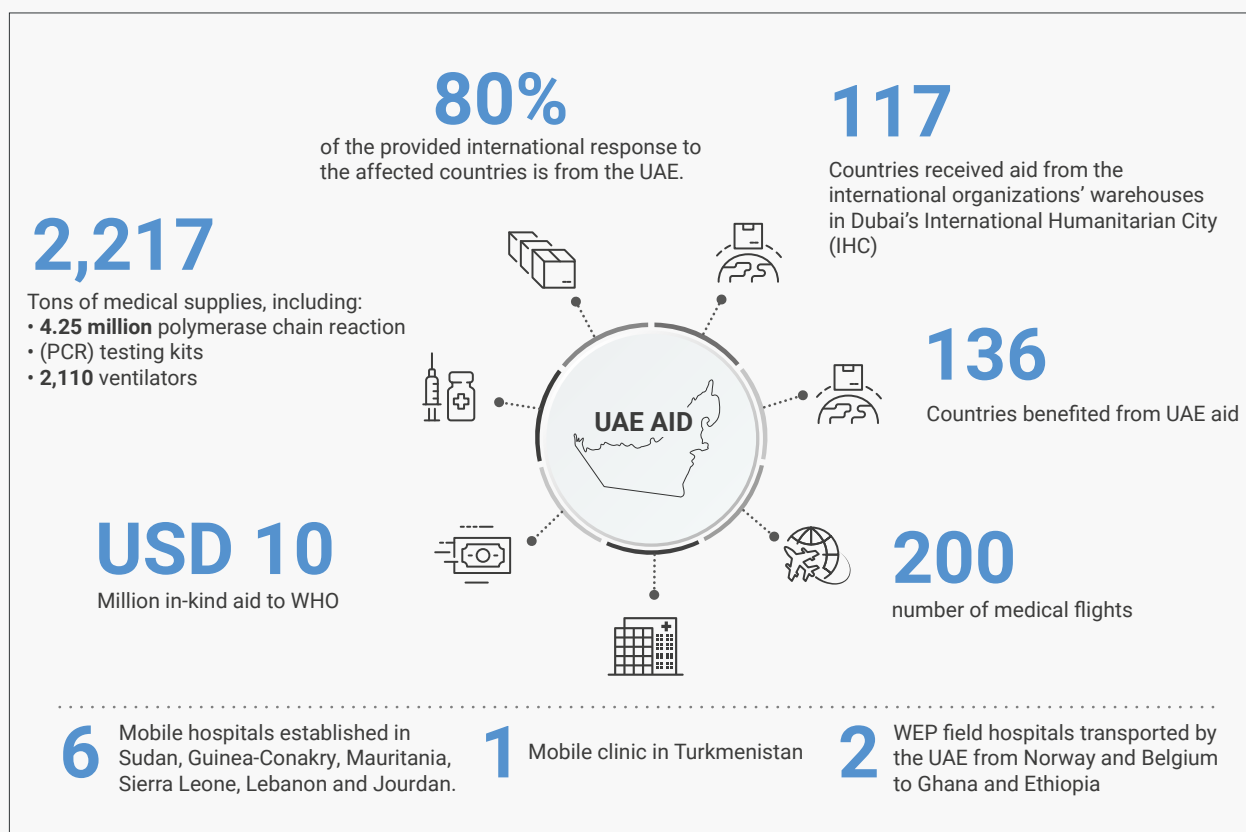 80%
of the provided international response to
the affected countries is from the UAE.
117
Countries received aid from the
international organizations’ warehouses
in Dubai’s International Humanitarian City
(IHC)
2,217
Tons of medical supplies, including:
• 4.25 million polymerase chain reaction
• (PCR) testing kits
• 2,110 ventilators
136
Countries benefited from UAE aid
UAE AID
USD 10
Million in-kind aid to WHO
200
number of medical flights
6
Mobile hospitals established in
Sudan, Guinea-Conakry, Mauritania,
Sierra Leone, Lebanon and Jourdan.
1
Mobile clinic in Turkmenistan
2
WEP field hospitals transported by
the UAE from Norway and Belgium
to Ghana and Ethiopia